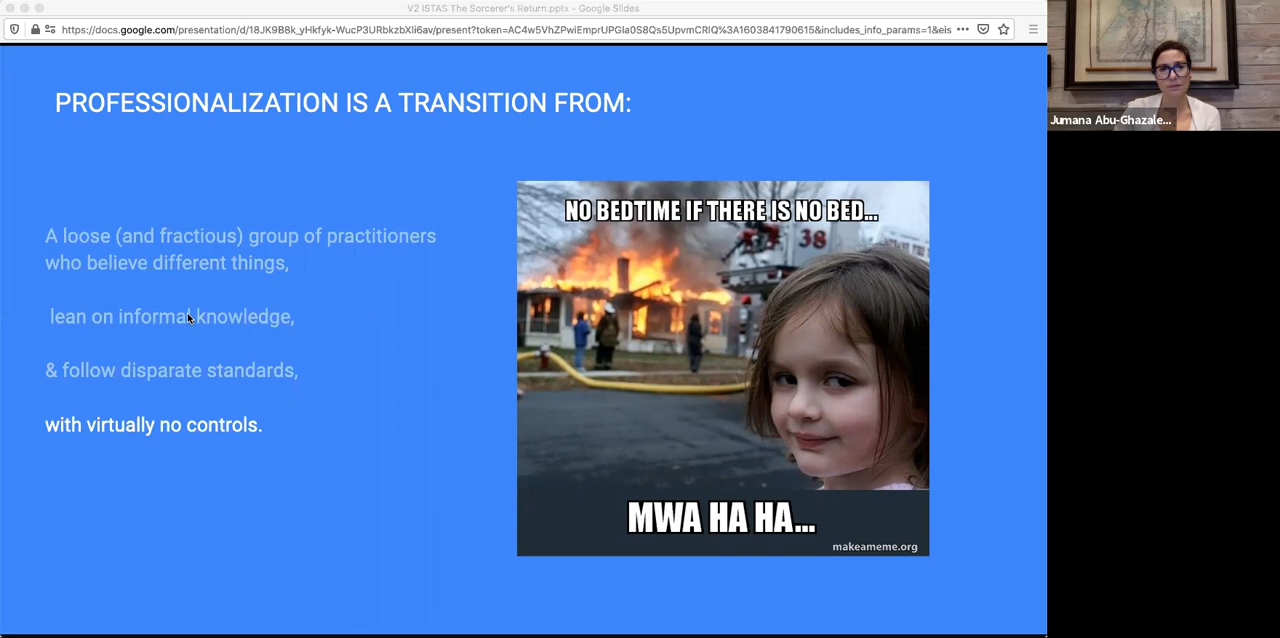 V2 ISTAS The Sorcerer's Return.pptx - Google Slides
https://docs.google.com/presentation/d/18JK9B8k_yHkfyk-WucP3URbkzbXli6av/present?token=AC4w5VhZPwiEmprUPGIa0S8Qs5UpvmCRIQ%3A1603841790615&includes_info_params=1&eis
Jumana Abu-Ghazale...
PROFESSIONALIZATION IS A TRANSITION FROM:
A loose (and fractious) group of practitioners
who believe different things,
lean on informal knowledge,
& follow disparate standards,
with virtually no controls.
NO BEDTIME IF THERE IS NO BED...
38
MWA HA HA...
makeameme.org